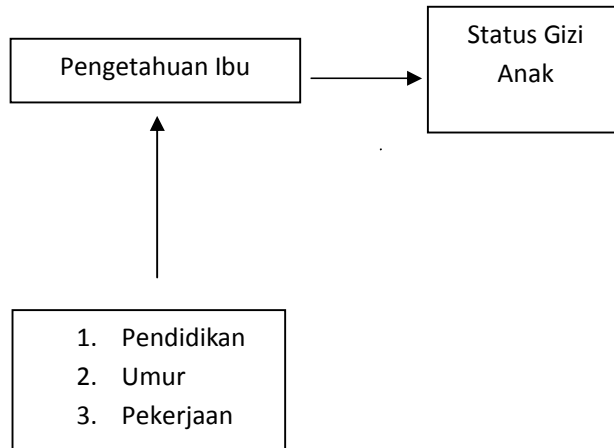 Pengetahuan Ibu
Status Gizi
Anak
1. Pendidikan
2. Umur
3. Pekerjaan